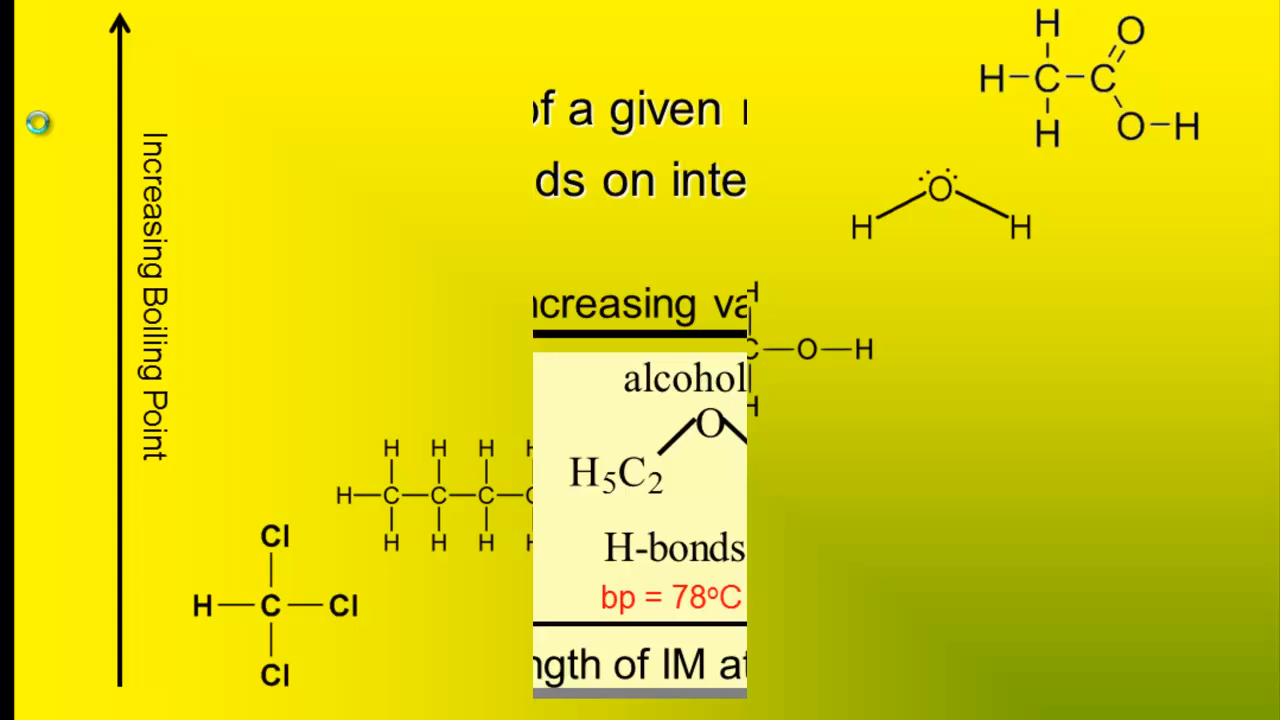 Increasing Boiling Point
of a given
ds on inte
ncreasing va
alcohol
O
H5C2
H-bonds
bp = 78°C
ngth of IM at
H O
H C C
H O H
O
H H
H
C O H
H
H H H H
H C C C C
H H H H
Cl
H C Cl
Cl